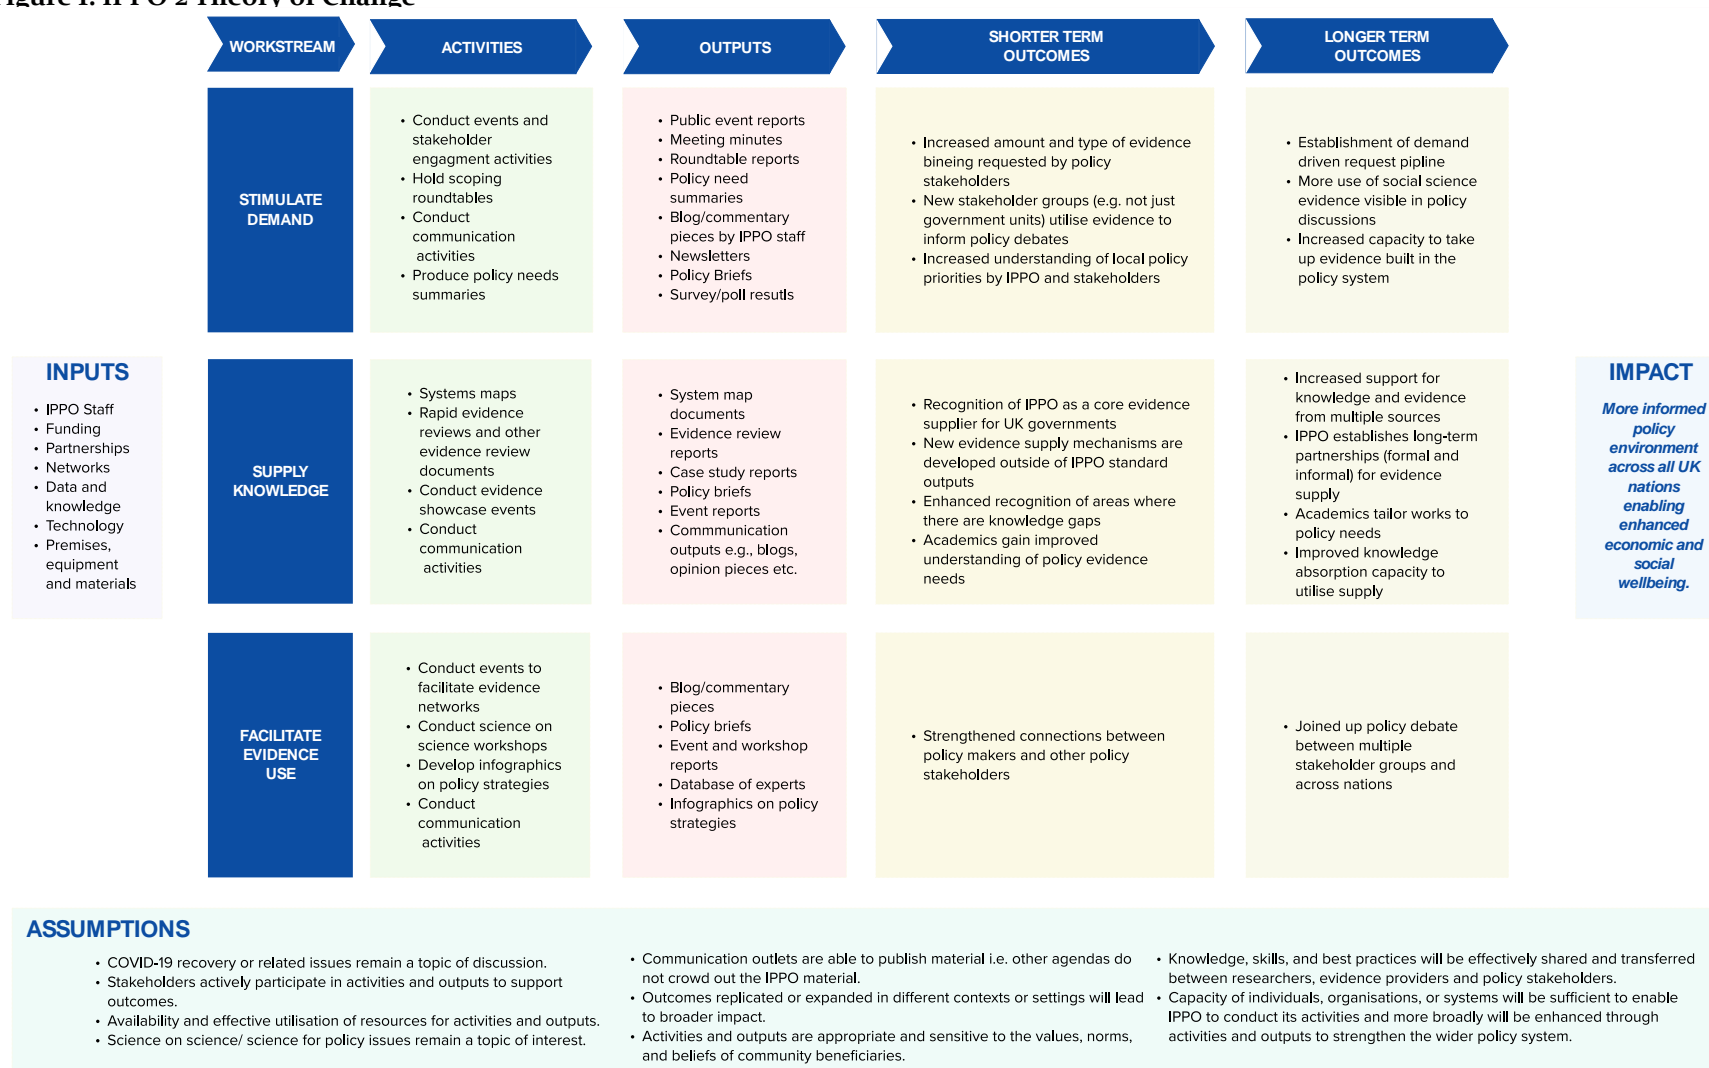 Figure 1. IPPO 2 Theory of Change
WORKSTREAM
ACTIVITIES
OUTPUTS
SHORTER TERM
OUTCOMES
LONGER TERM
OUTCOMES
STIMULATE
DEMAND
• Conduct events and
stakeholder
engagment activities
• Hold scoping
roundtables
• Conduct
communication
activities
• Produce policy needs
summaries
• Public event reports
• Meeting minutes
• Roundtable reports
• Policy need
summaries
• Blog/commentary
pieces by IPPO staff
• Newsletters
• Policy Briefs
• Survey/poll resutls
• Increased amount and type of evidence
bineing requested by policy
stakeholders
• New stakeholder groups (e.g. not just
government units) utilise evidence to
inform policy debates
• Increased understanding of local policy
priorities by IPPO and stakeholders
• Establishment of demand
driven request pipline
• More use of social science
evidence visible in policy
discussions
• Increased capacity to take
up evidence built in the
policy system
INPUTS
• IPPO Staff
• Funding
• Partnerships
• Networks
• Data and
knowledge
• Technology
• Premises,
equipment
and materials
SUPPLY
KNOWLEDGE
• Systems maps
• Rapid evidence
reviews and other
evidence review
documents
• Conduct evidence
showcase events
• Conduct
communication
activities
• System map
documents
• Evidence review
reports
• Case study reports
• Policy briefs
• Event reports
• Commmunication
outputs e.g., blogs,
opinion pieces etc.
• Recognition of IPPO as a core evidence
supplier for UK governments
• New evidence supply mechanisms are
developed outside of IPPO standard
outputs
• Enhanced recognition of areas where
there are knowledge gaps
• Academics gain improved
understanding of policy evidence
needs
• Increased support for
knowledge and evidence
from multiple sources
• IPPO establishes long-term
partnerships (formal and
informal) for evidence
supply
• Academics tailor works to
policy needs
• Improved knowledge
absorption capacity to
utilise supply
IMPACT
More informed
policy
environment
across all UK
nations
enabling
enhanced
economic and
social
wellbeing.
FACILITATE
EVIDENCE
USE
• Conduct events to
facilitate evidence
networks
• Conduct science on
science workshops
• Develop infographics
on policy strategies
• Conduct
communication
activities
• Blog/commentary
pieces
• Policy briefs
• Event and workshop
reports
• Database of experts
• Infographics on policy
strategies
• Strengthened connections between
policy makers and other policy
stakeholders
• Joined up policy debate
between multiple
stakeholder groups and
across nations
ASSUMPTIONS
• COVID-19 recovery or related issues remain a topic of discussion.
• Stakeholders actively participate in activities and outputs to support
outcomes.
• Availability and effective utilisation of resources for activities and outputs.
• Science on science/ science for policy issues remain a topic of interest.
• Communication outlets are able to publish material i.e. other agendas do
not crowd out the IPPO material.
• Outcomes replicated or expanded in different contexts or settings will lead
to broader impact.
• Activities and outputs are appropriate and sensitive to the values, norms,
and beliefs of community beneficiaries.
• Knowledge, skills, and best practices will be effectively shared and transferred
between researchers, evidence providers and policy stakeholders.
• Capacity of individuals, organisations, or systems will be sufficient to enable
IPPO to conduct its activities and more broadly will be enhanced through
activities and outputs to strengthen the wider policy system.